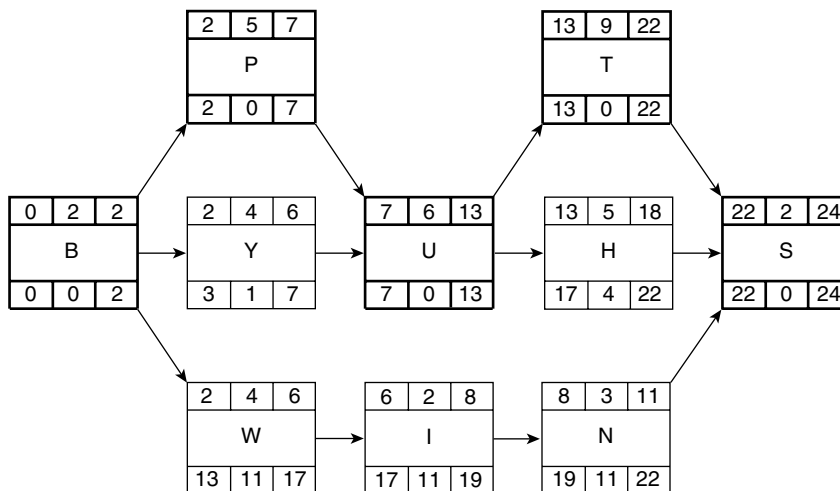 2 5 7
P
2 0 7
13 9 22
T
13 0 22
0 2 2
B
0 0 2
2 4 6
Y
3 1 7
7 6 13
U
7 0 13
13 5 18
H
17 4 22
22 2 24
S
22 0 24
2 4 6
W
13 11 17
6 2 8
I
17 11 19
8 3 11
N
19 11 22